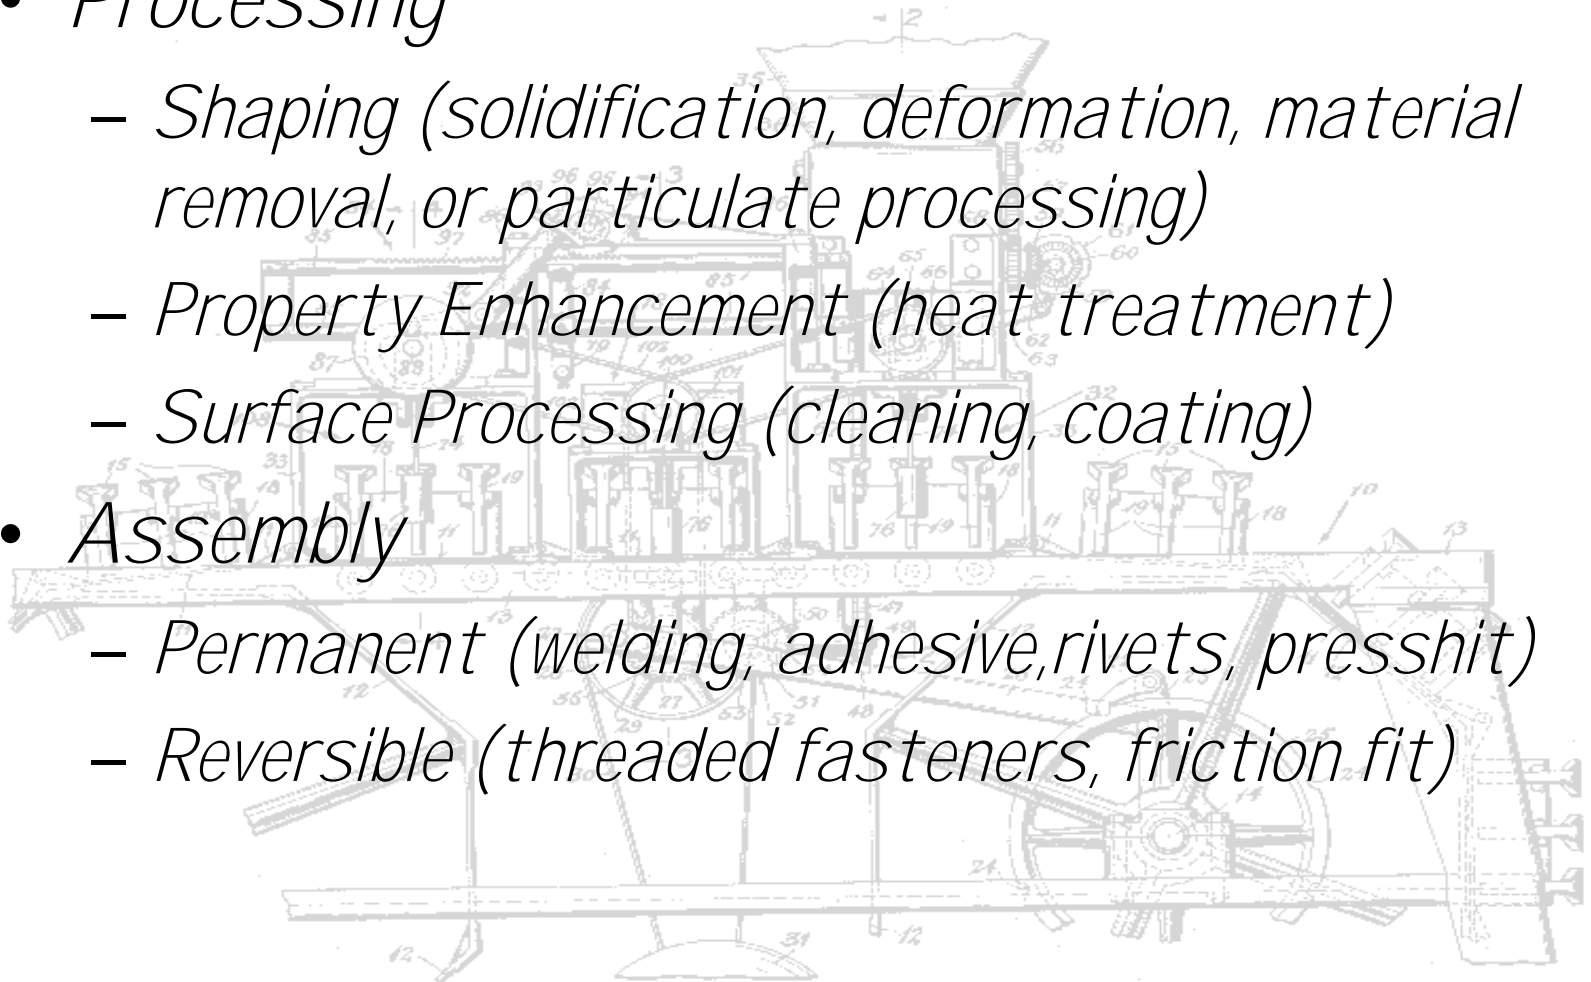 • Processing
– Shaping (solidification, deformation, material
removal, or particulate processing)
– Property Enhancement (heat treatment)
– Surface Processing (cleaning, coating)
• Assembly
– Permanent (welding, adhesive,rivets, presshit)
– Reversible (threaded fasteners, friction fit)